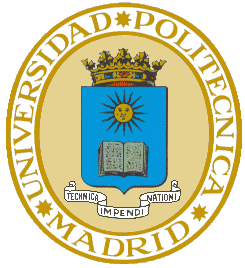 UNIVERSIDAD POLITECNICA
MADRID
TECHNICA IMPENDI NATIONI